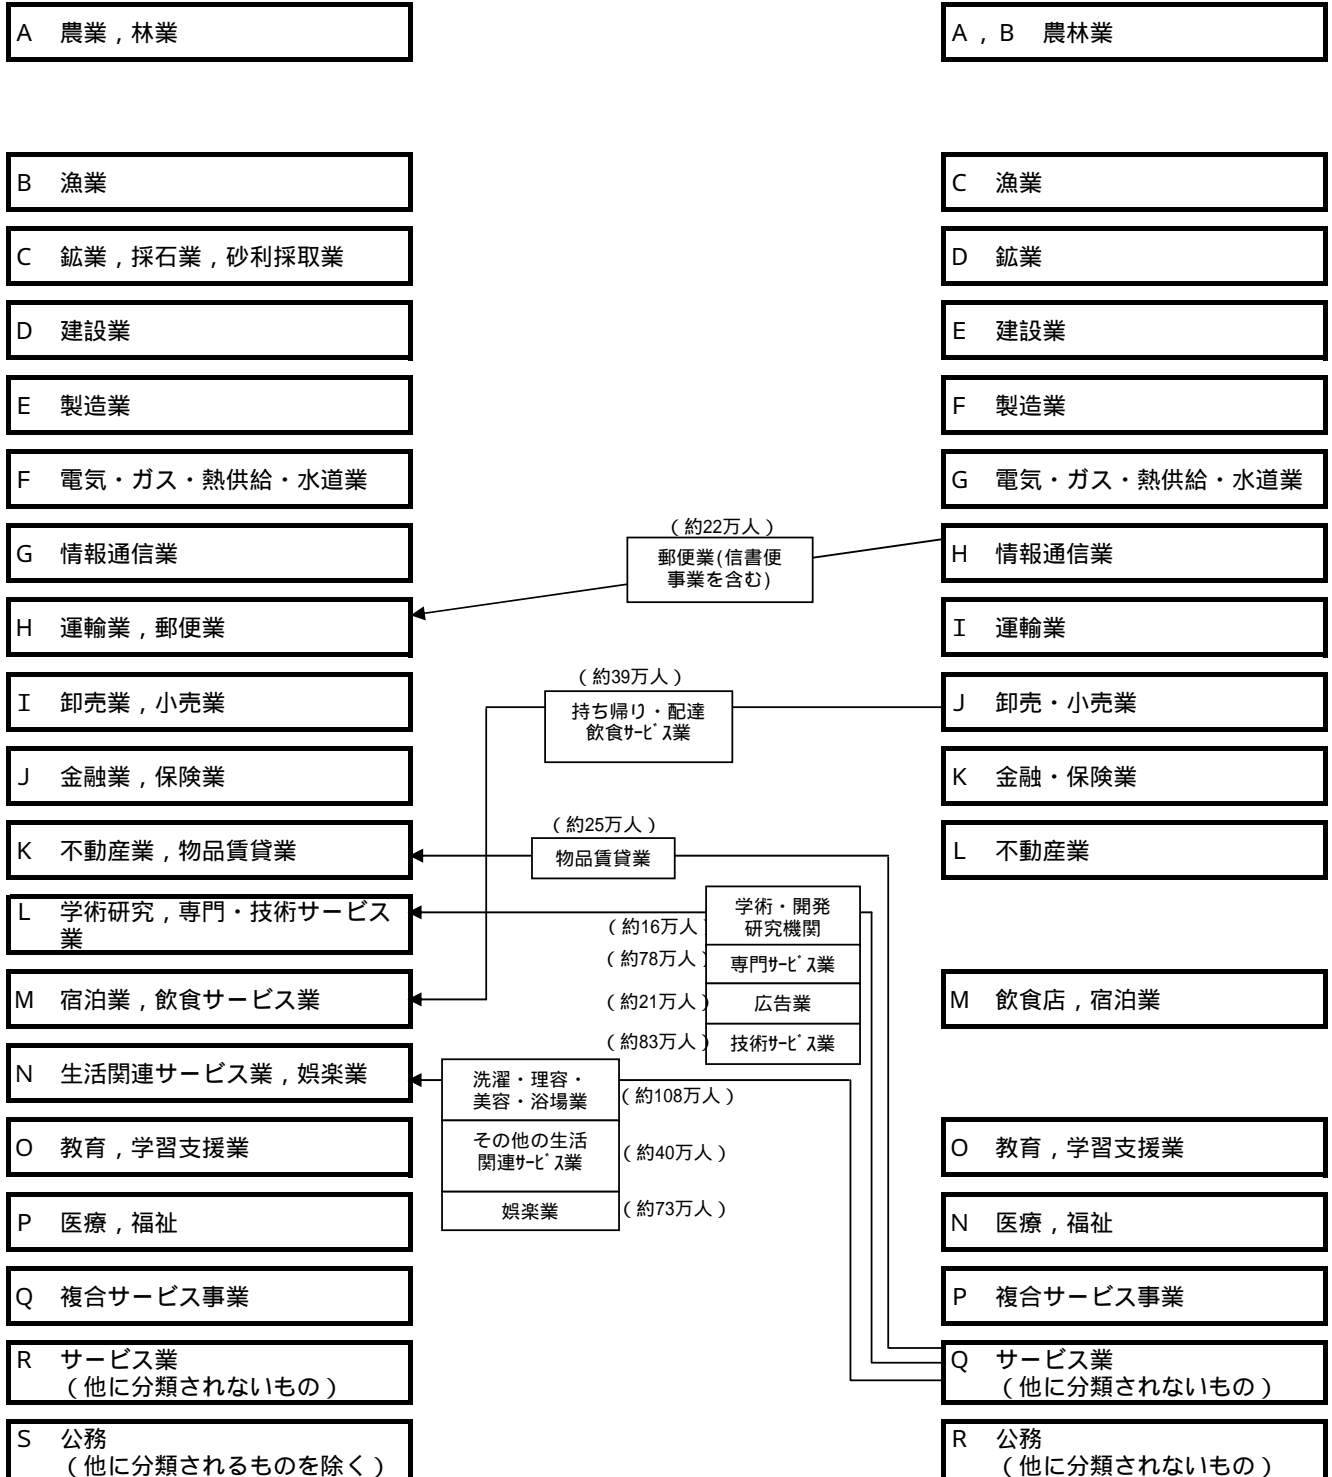 A　農業，林業
A，B　農林業
B　漁業
C　漁業
C　鉱業，採石業，砂利採取業
D　鉱業
D　建設業
E　建設業
E　製造業
F　製造業
F　電気・ガス・熱供給・水道業
G　電気・ガス・熱供給・水道業
（約22万人）
郵便業(信書便
事業を含む)
G　情報通信業
H　情報通信業
H　運輸業，郵便業
I　運輸業
（約39万人）
持ち帰り・配達
飲食ｻｰﾋﾞｽ業
I　卸売業，小売業
J　卸売・小売業
J　金融業，保険業
K　金融・保険業
（約25万人）
物品賃貸業
K　不動産業，物品賃貸業
L　不動産業
L　学術研究，専門・技術サービス
業
学術・開発
研究機関
（約16万人
（約78万人）
専門ｻｰﾋﾞｽ業
（約21万人）
広告業
（約83万人）
技術ｻｰﾋﾞｽ業
M　宿泊業，飲食サービス業
M　飲食店，宿泊業
N　生活関連サービス業，娯楽業
洗濯・理容・
美容・浴場業
（約108万人）
その他の生活
関連ｻｰﾋﾞｽ業
（約40万人）
娯楽業
（約73万人）
O　教育，学習支援業
O　教育，学習支援業
P　医療，福祉
N　医療，福祉
Q　複合サービス事業
P　複合サービス事業
R　サービス業
（他に分類されないもの）
Q　サービス業
（他に分類されないもの）
S　公務
（他に分類されるものを除く）
R　公務
（他に分類されないもの）